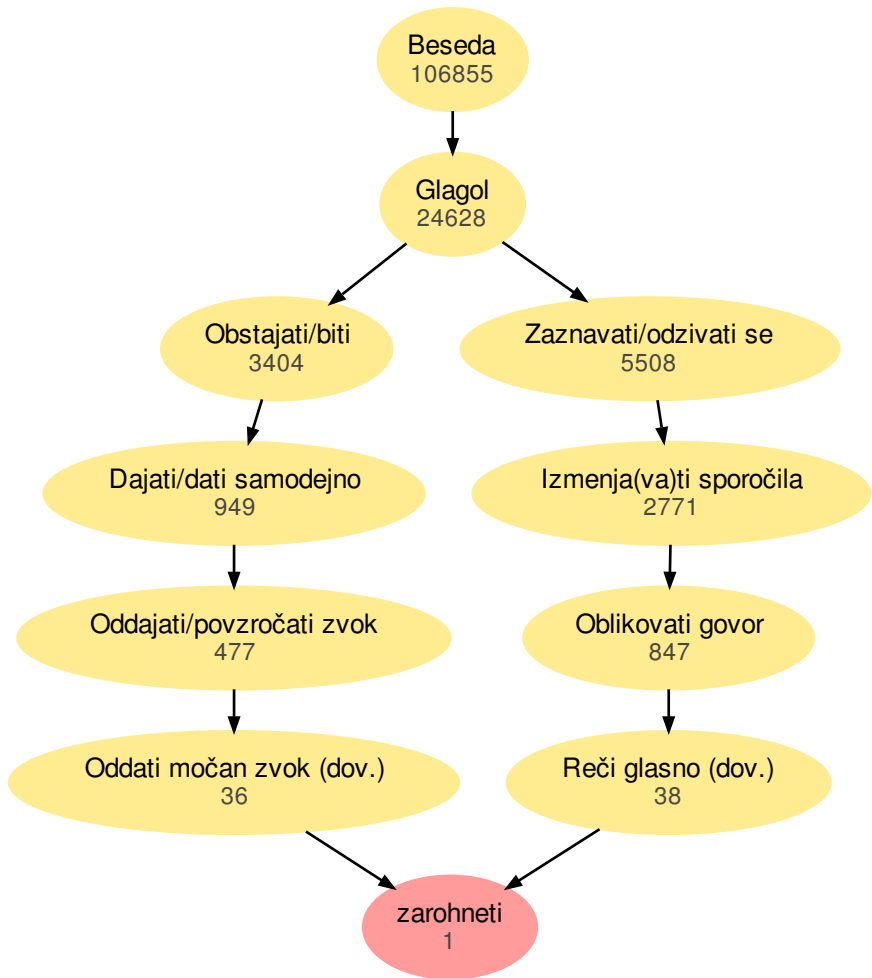 Beseda
106855
Glagol
24628
Obstajati/biti
3404
Zaznavati/odzivati se
5508
Dajati/dati samodejno
949
Izmenja(va)ti sporočila
2771
Oddajati/povzročati zvok
477
Oblikovati govor
847
Oddati močan zvok (dov.)
36
Reči glasno (dov.)
38
zarohneti
1